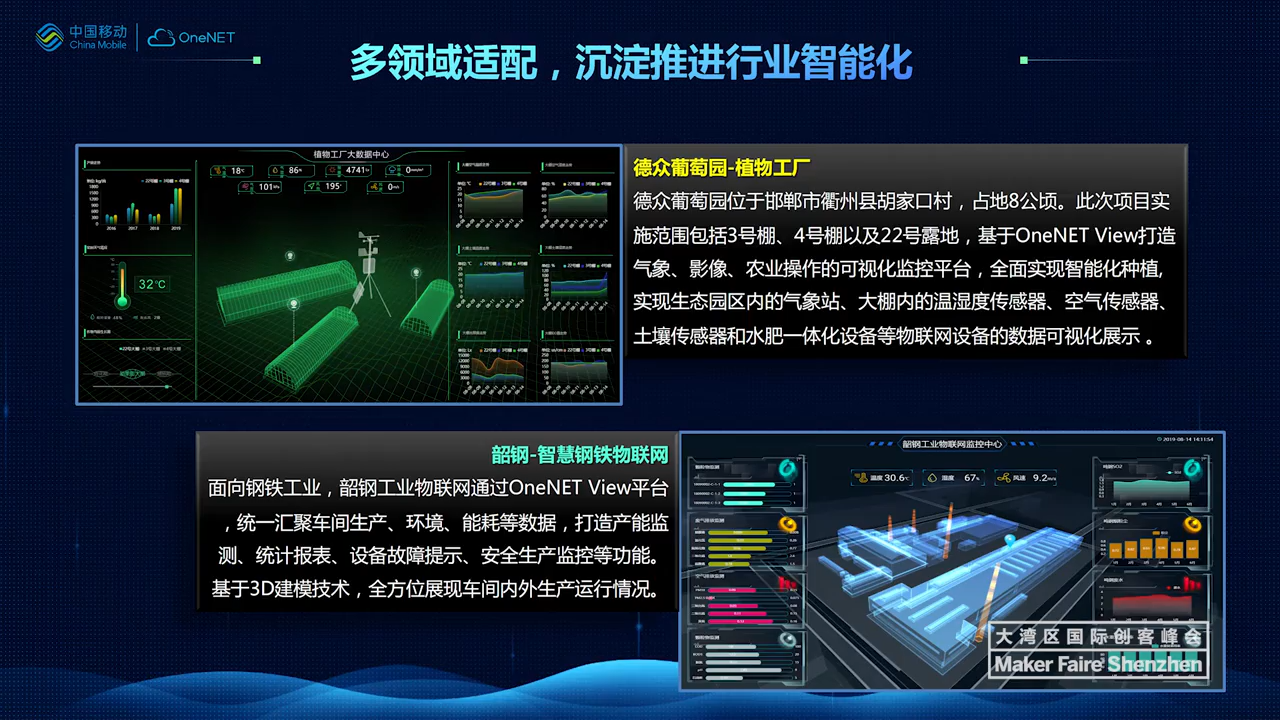 中国移动
China Mobile
OneNET
多领域适配，沉淀推进行业智能化
植物工厂大数据中心
18℃
86%
4741
0
101
195
0
32℃
2016 2017 2018 2019
德众葡萄园-植物工厂
德众葡萄园位于邯郸市衢州县胡家口村，占地8公顷。此次项目实
施范围包括3号棚、4号棚以及22号露地，基于OneNET View打造
气象、影像、农业操作的可视化监控平台，全面实现智能化种植,
实现生态园区内的气象站、大棚内的温湿度传感器、空气传感器、
土壤传感器和水肥一体化设备等物联网设备的数据可视化展示 。
韶钢-智慧钢铁物联网
面向钢铁工业，韶钢工业物联网通过OneNET View平台
，统一汇聚车间生产、环境、能耗等数据，打造产能监
测、统计报表、设备故障提示、安全生产监控等功能。
基于3D建模技术，全方位展现车间内外生产运行情况。
韶钢工业物联网监控中心
2019-08-14 14:11:54
温度 30.6℃
湿度 67%
风速 9.2m/s
大湾区国际创客峰会
Maker Faire Shenzhen